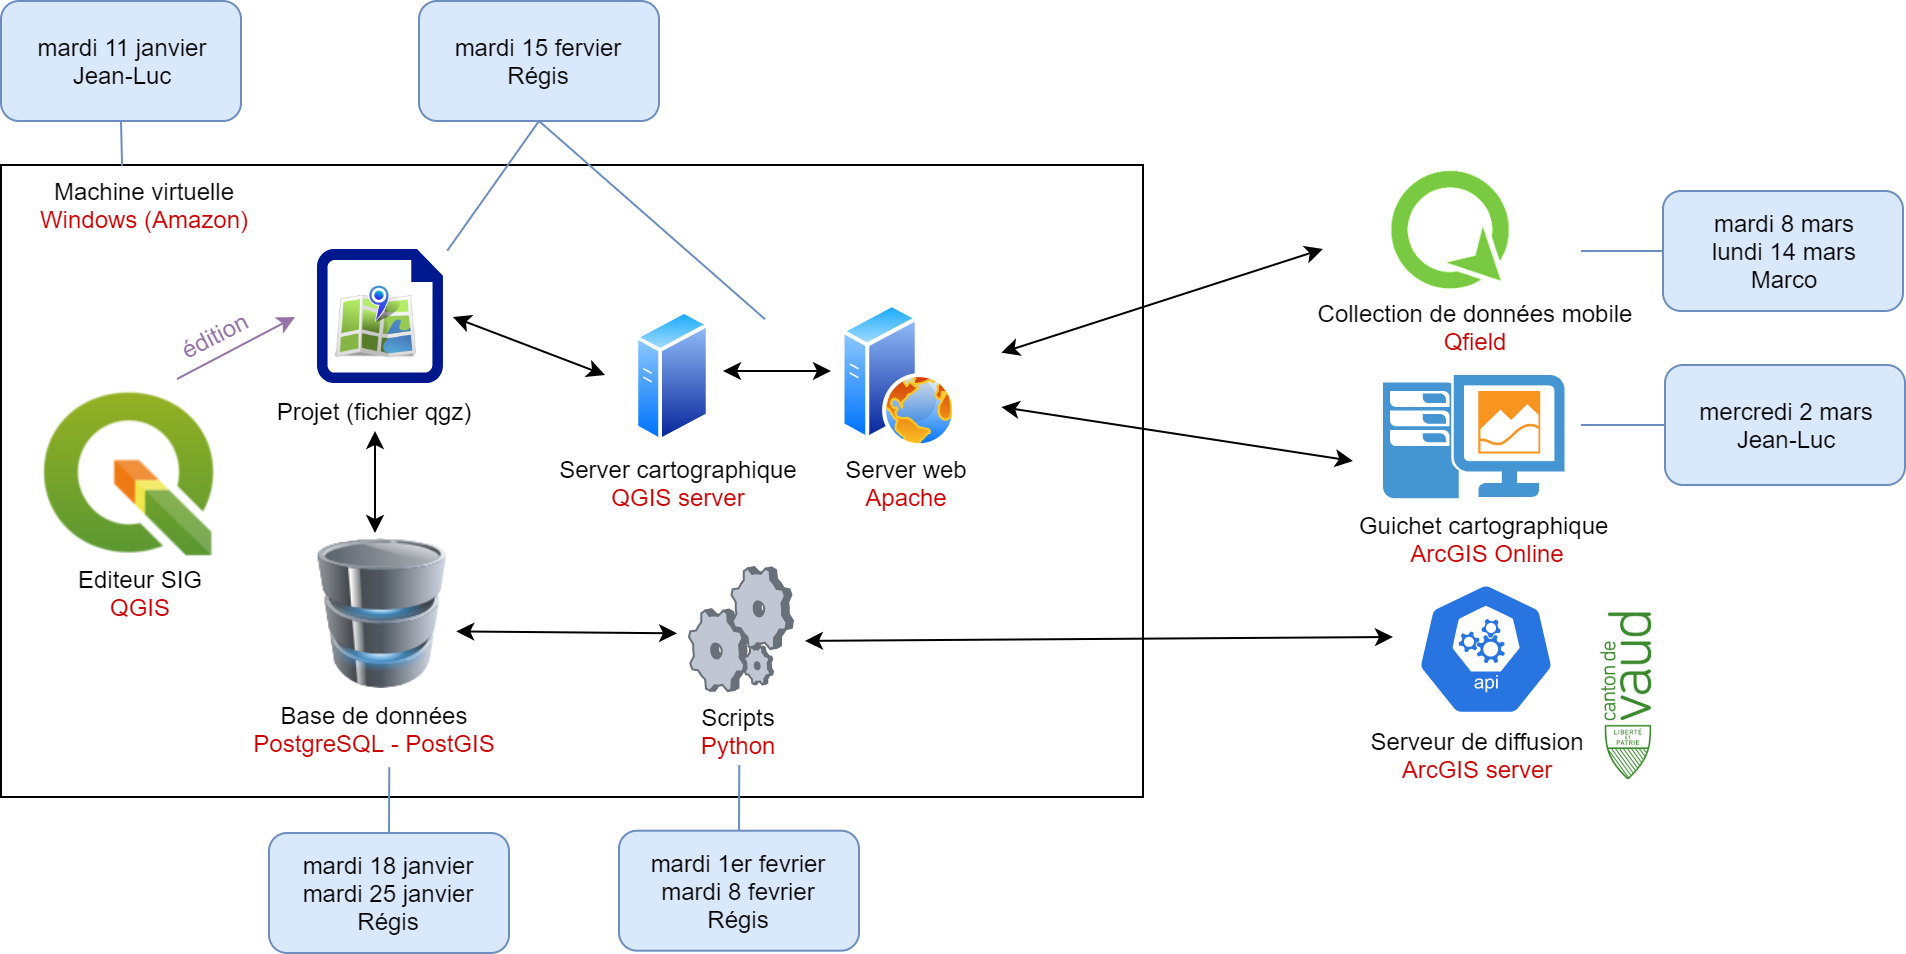 mardi 11 janvier
Jean-Luc
mardi 15 fervier
Régis
Machine virtuelle
Windows (Amazon)
édition
Projet (fichier qgz)
Editeur SIG
QGIS
Server cartographique
QGIS server
Server web
Apache
Base de données
PostgreSQL - PostGIS
Scripts
Python
mardi 18 janvier
mardi 25 janvier
Régis
mardi 1er fevrier
mardi 8 fevrier
Régis
Collection de données mobile
Qfield
mardi 8 mars
lundi 14 mars
Marco
Guichet cartographique
ArcGIS Online
mercredi 2 mars
Jean-Luc
api
Serveur de diffusion
ArcGIS server
canton de
vaud
LIBERTÉ
ET
PATRIE